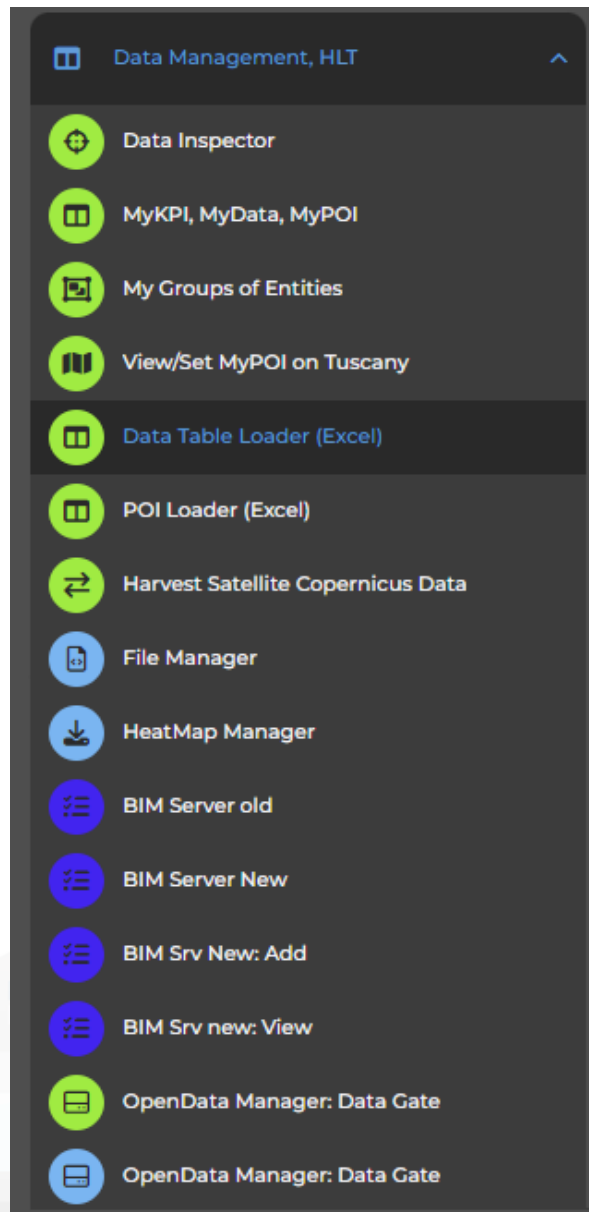 Data Management, HLT
Data Inspector
MyKPI, MyData, MyPOI
My Groups of Entities
View/Set MyPOI on Tuscany
Data Table Loader (Excel)
POI Loader (Excel)
Harvest Satellite Copernicus Data
File Manager
HeatMap Manager
BIM Server old
BIM Server New
BIM Srv New: Add
BIM Srv new: View
OpenData Manager: Data Gate
OpenData Manager: Data Gate